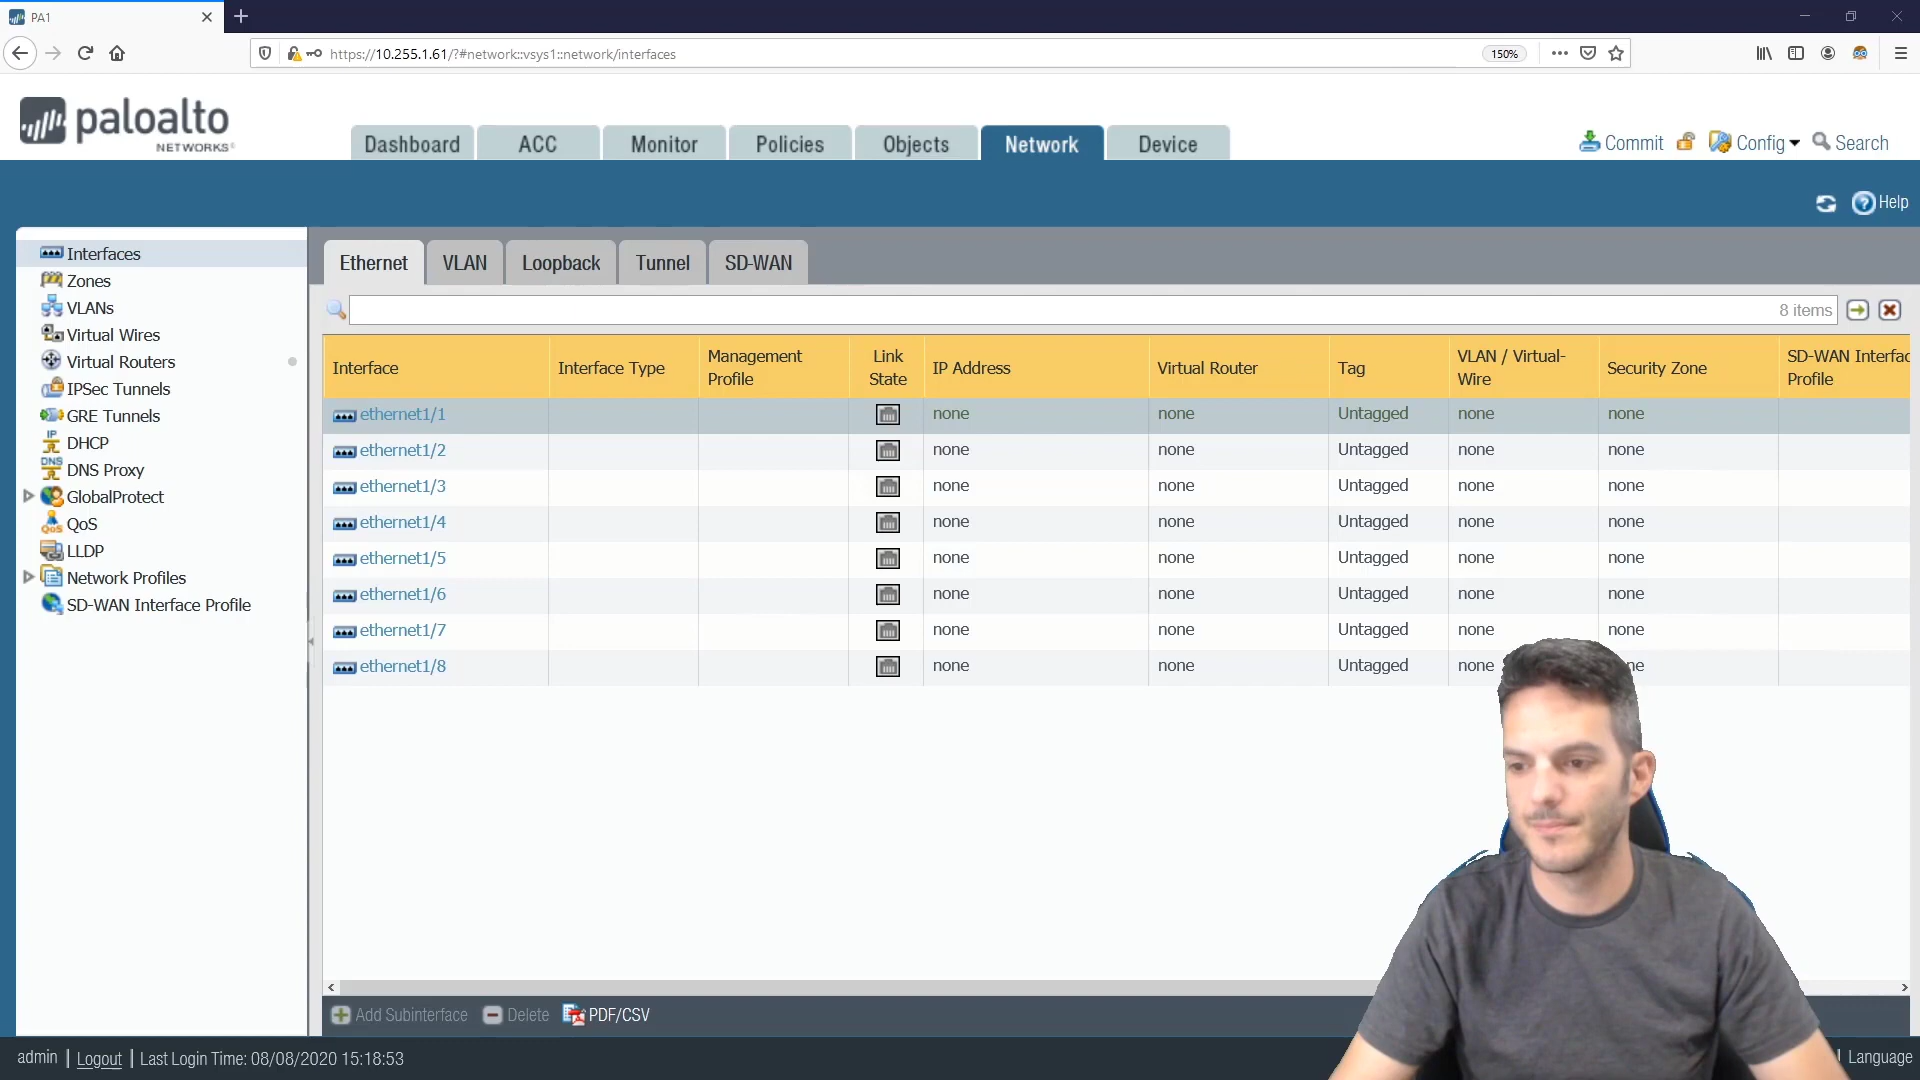 PA1
https://10.255.1.61/?#network::vsys1::network/interfaces
150%
paloalto
NETWORKS
Dashboard
ACC
Monitor
Policies
Objects
Network
Device
Commit
Config
Search
Help
Interfaces
Zones
VLANs
Virtual Wires
Virtual Routers
IPSec Tunnels
GRE Tunnels
DHCP
DNS Proxy
GlobalProtect
QoS
LLDP
Network Profiles
SD-WAN Interface Profile
Ethernet
VLAN
Loopback
Tunnel
SD-WAN
8 items
Interface
Interface Type
Management
Profile
Link
State
IP Address
Virtual Router
Tag
VLAN / Virtual-
Wire
Security Zone
SD-WAN Interfac
Profile
ethernet1/1 none none Untagged none none
ethernet1/2 none none Untagged none none
ethernet1/3 none none Untagged none none
ethernet1/4 none none Untagged none none
ethernet1/5 none none Untagged none none
ethernet1/6 none none Untagged none none
ethernet1/7 none none Untagged none none
ethernet1/8 none none Untagged none ne
Add Subinterface
Delete
PDF/CSV
admin | Logout | Last Login Time: 08/08/2020 15:18:53
| Language